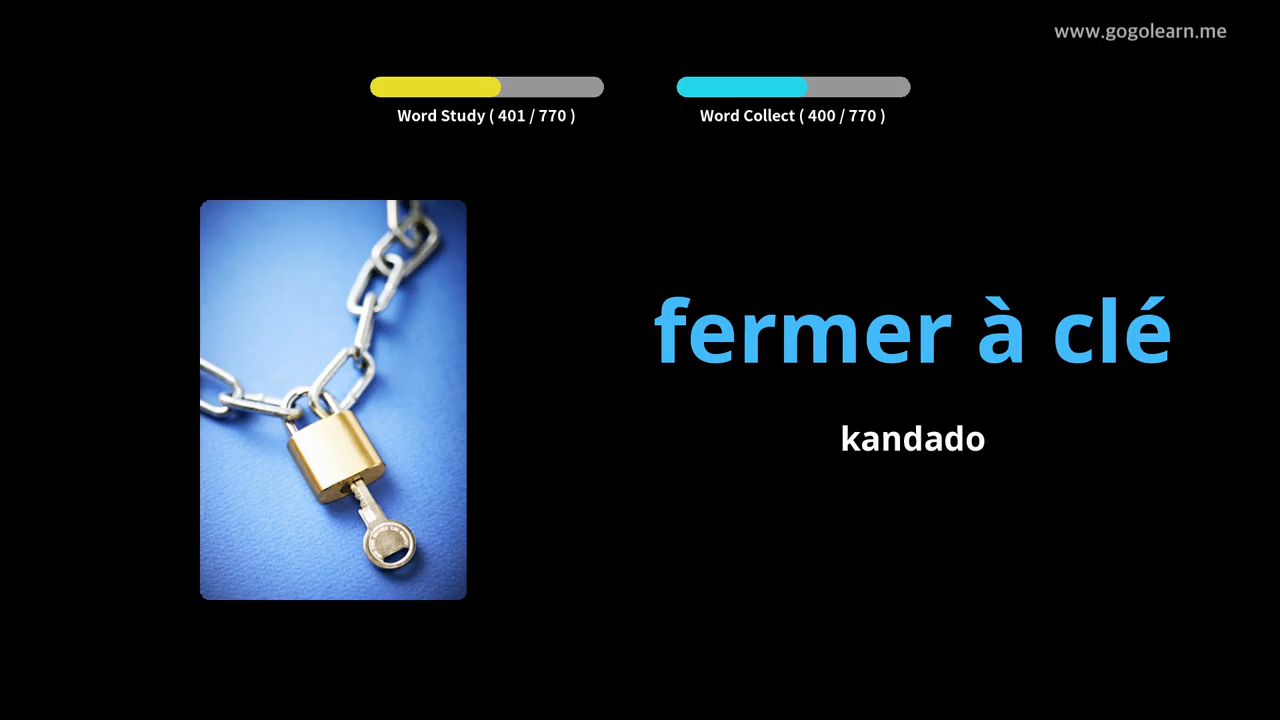 www.gogolearn.me
Word Study ( 401 / 770 )
Word Collect ( 400 / 770 )
fermer à clé
kandado